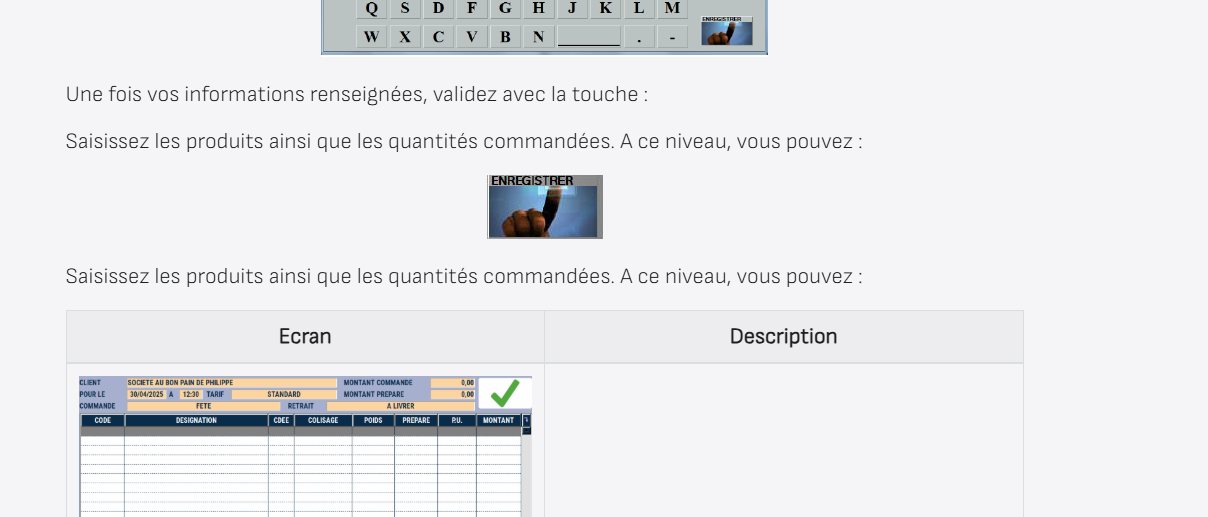 Q S D F G H J K L M
W X C V B N . -
ENREGISTRER
Une fois vos informations renseignées, validez avec la touche :
Saisissez les produits ainsi que les quantités commandées. A ce niveau, vous pouvez :
ENREGISTRER
Saisissez les produits ainsi que les quantités commandées. A ce niveau, vous pouvez :
Ecran Description
CLIENT SOCIETE AU BON PAIN DE PHILIPPE MONTANT COMMANDE 0,00
POUR LE 30/04/2025 A 12:30 TARIF STANDARD MONTANT PREPARE 0,00
COMMANDE FETE RETRAIT A LIVRER
CODE DESIGNATION CDEE COLISAGE POIDS PREPARE P.U. MONTANT